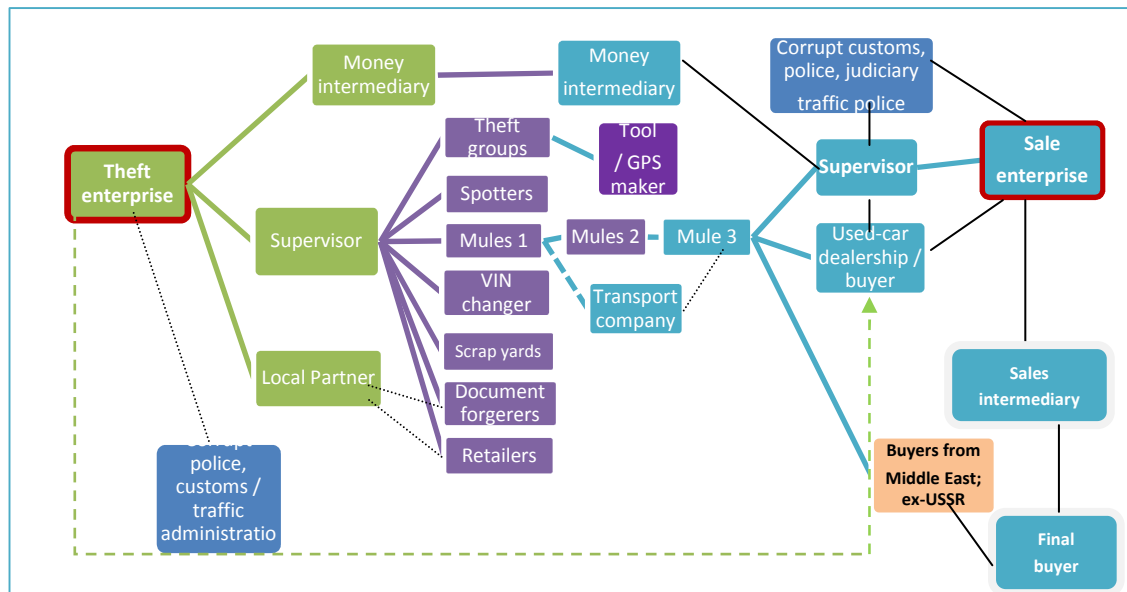 Money
intermediary
Money
intermediary
Corrupt customs,
police, judiciary
traffic police
Theft
groups
Tool
/ GPS
maker
Theft
enterprise
Spotters
Supervisor
Sale
enterprise
Supervisor
Mules 1
Mules 2
Mule 3
Used-car
dealership /
buyer
VIN
changer
Transport
company
Scrap yards
Local Partner
Document
forgerers
Sales
intermediary
Retailers
Corrupt
police,
customs /
traffic
administratio
Buyers from
Middle East;
ex-USSR
Final
buyer